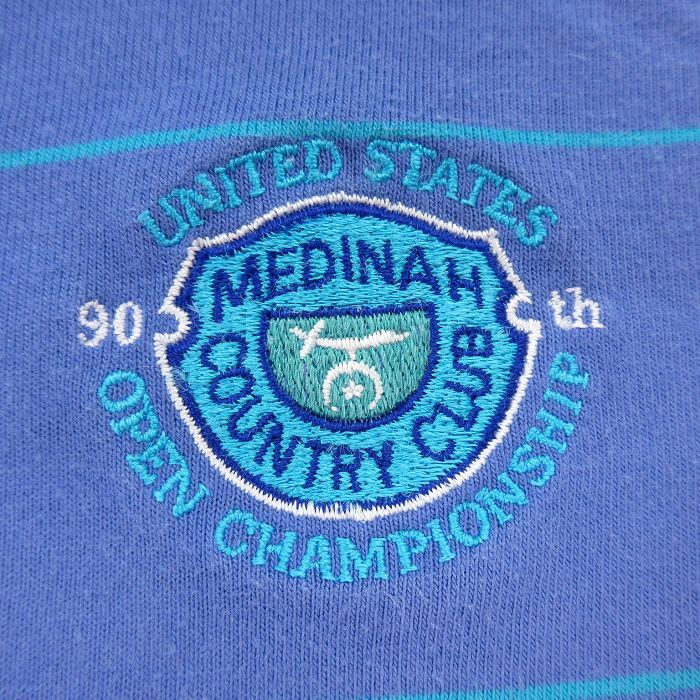 UNITED STATES
MEDINAH
90 th
COUNTRY CLUB
OPEN CHAMPIONSHIP